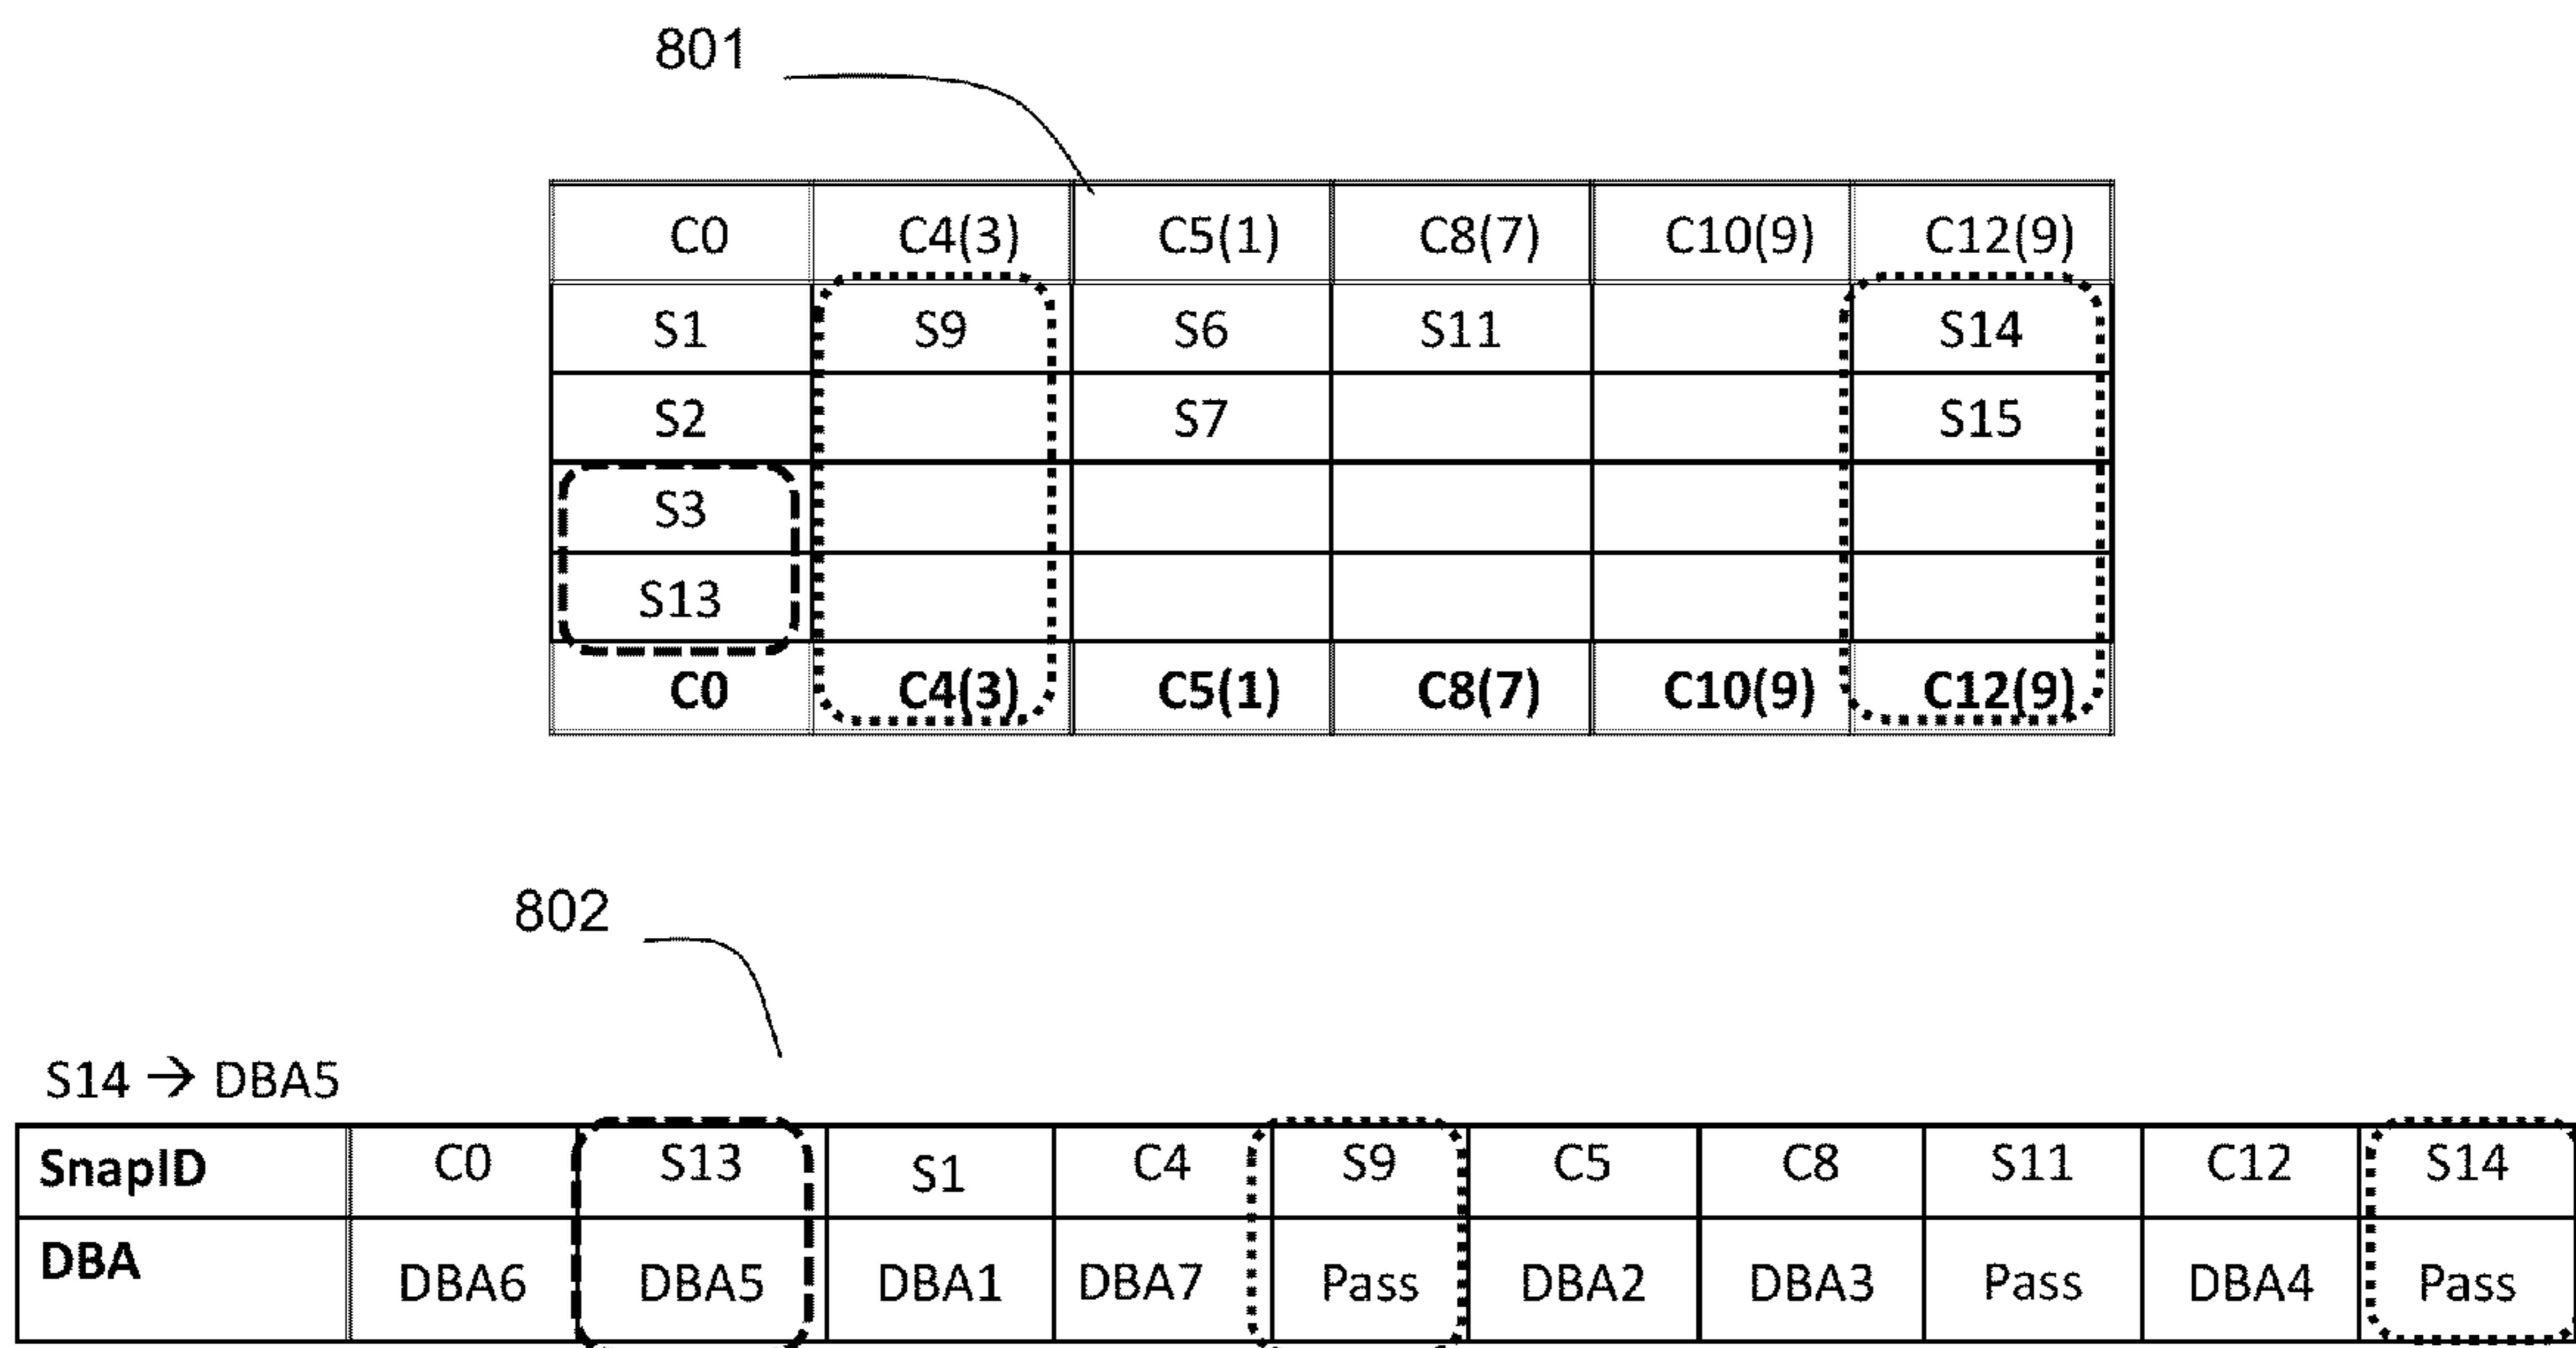 801
C0 C4(3) C5(1) C8(7) C10(9) C12(9)
S1 S9 S6 S11 S14
S2 S7 S15
S3
S13
C0 C4(3) C5(1) C8(7) C10(9) C12(9)
802
S14 → DBA5
SnapID C0 S13 S1 C4 S9 C5 C8 S11 C12 S14
DBA DBA6 DBA5 DBA1 DBA7 Pass DBA2 DBA3 Pass DBA4 Pass